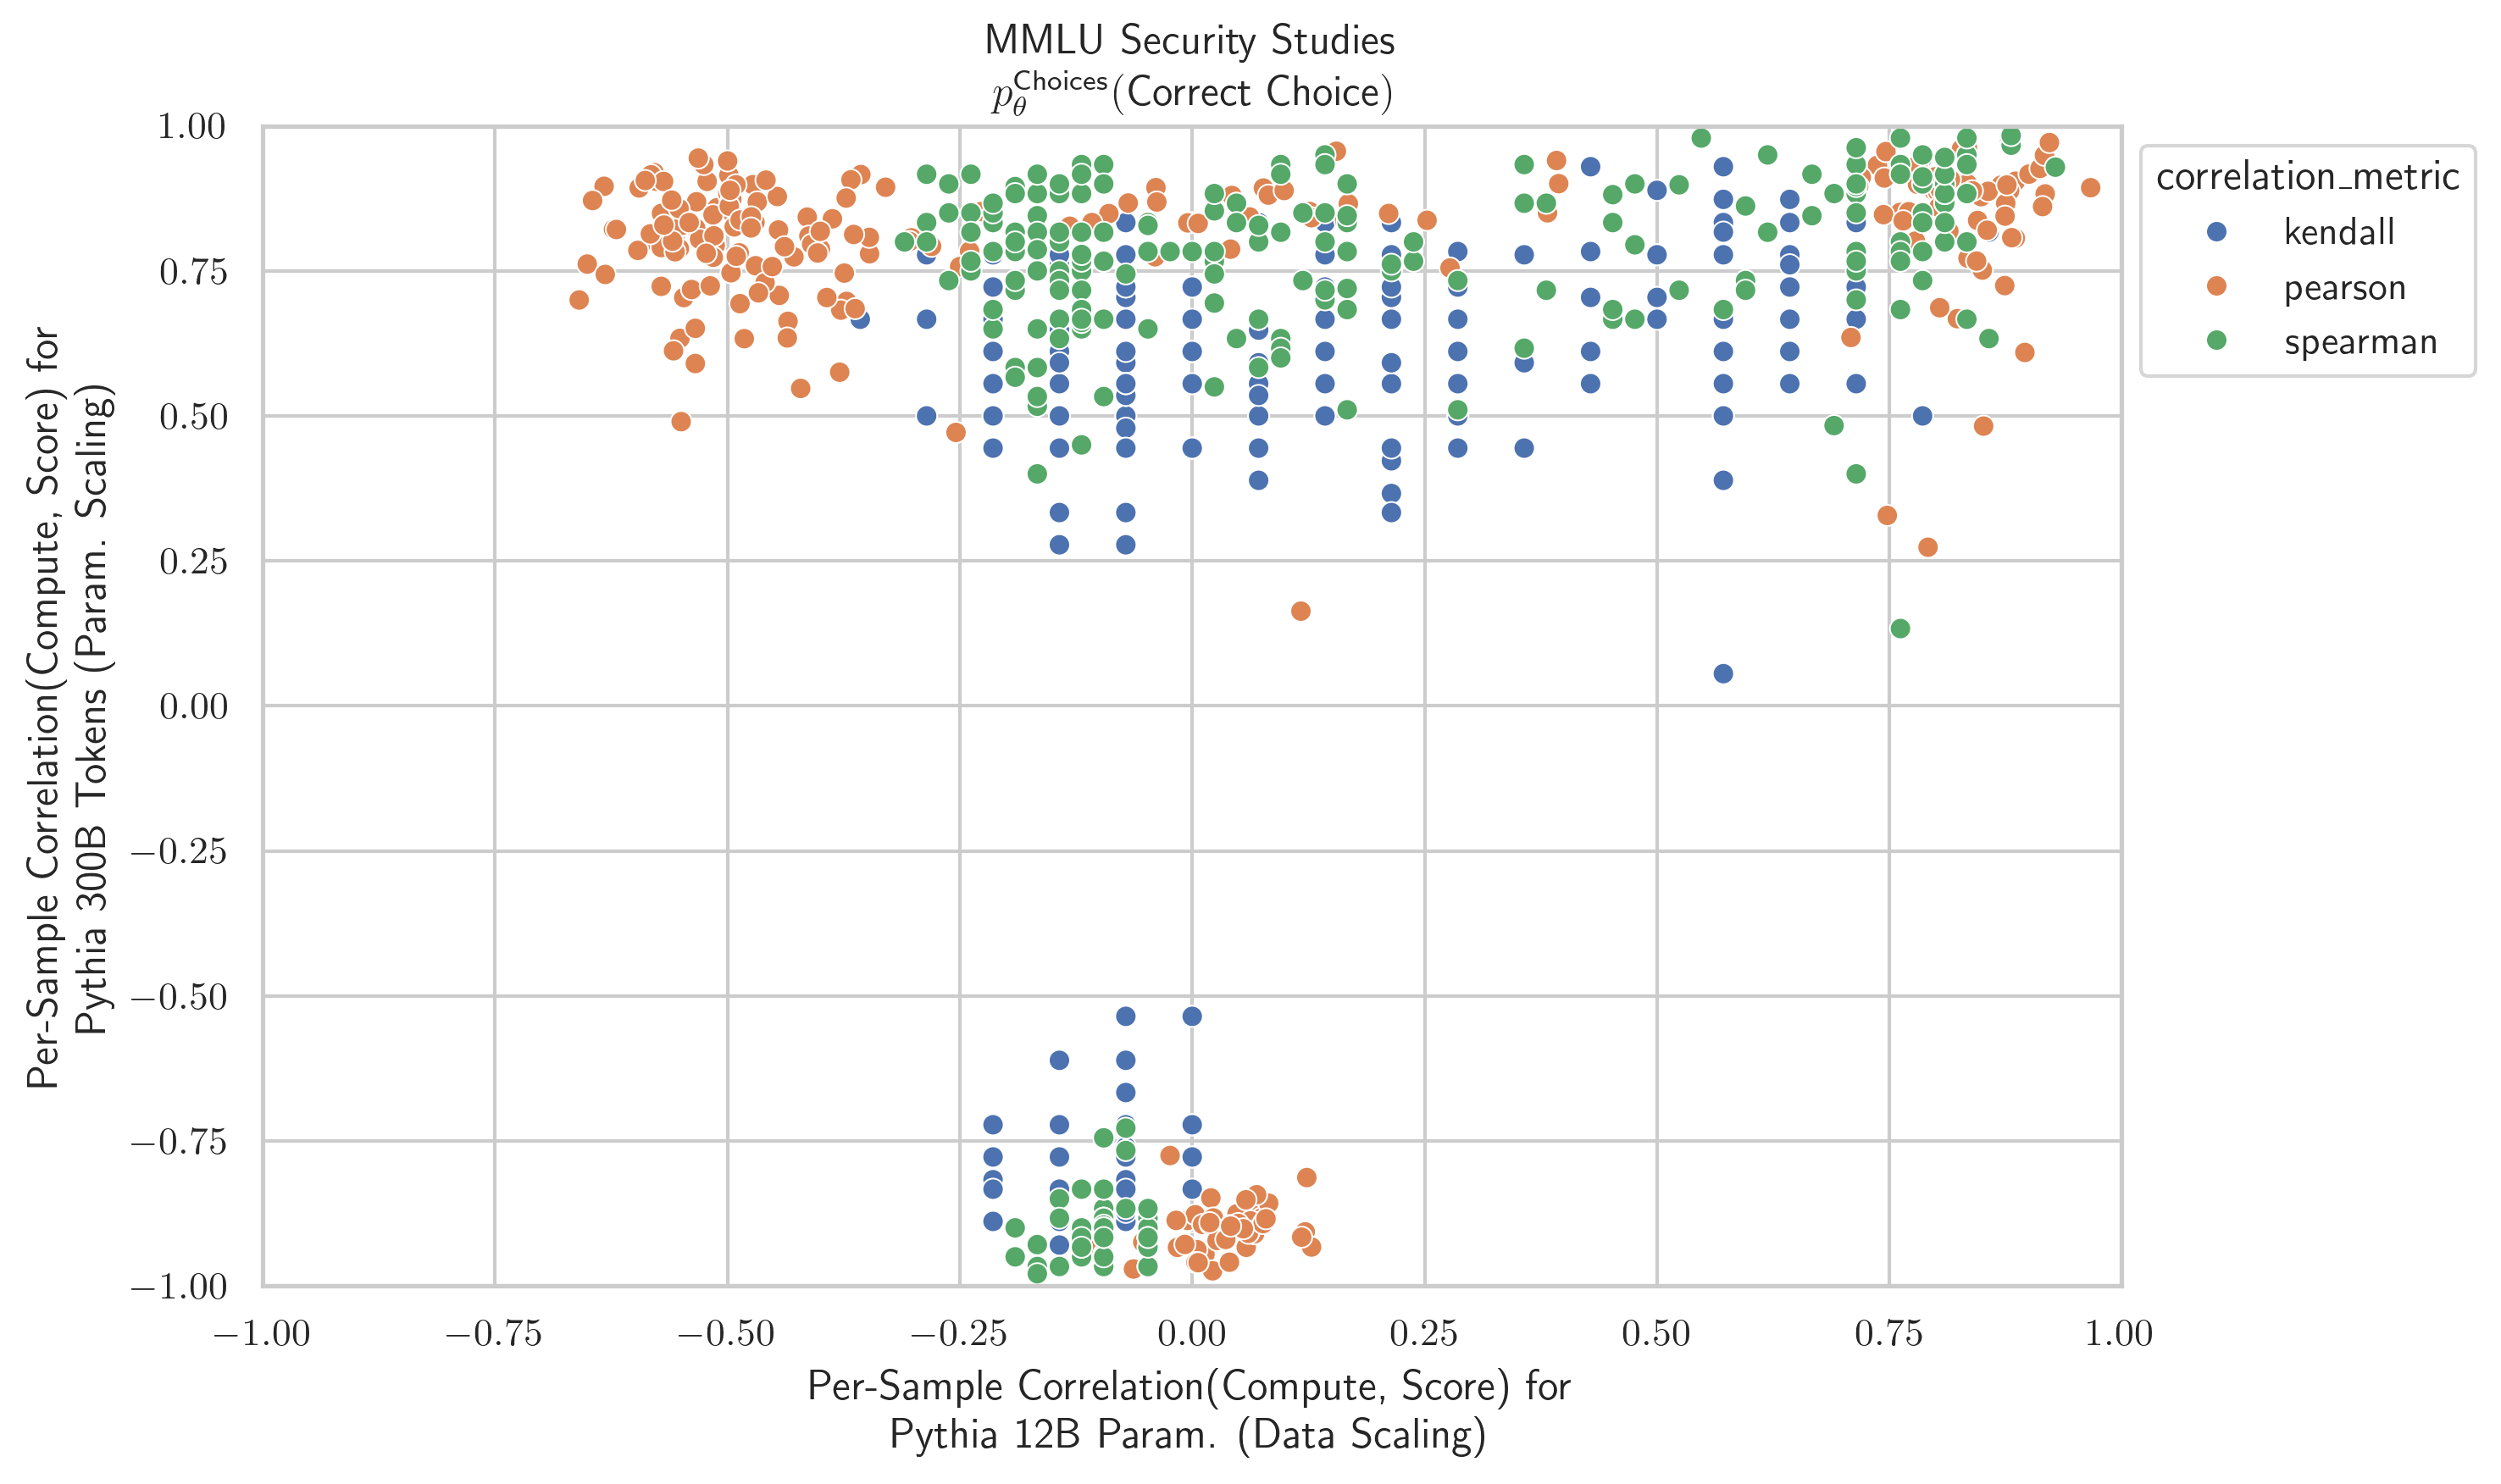 MMLU Security Studies
p_θ^Choices(Correct Choice)
1.00
0.75
0.50
0.25
0.00
−0.25
−0.50
−0.75
−1.00
Per-Sample Correlation(Compute, Score) for
Pythia 300B Tokens (Param. Scaling)
−1.00 −0.75 −0.50 −0.25 0.00 0.25 0.50 0.75 1.00
Per-Sample Correlation(Compute, Score) for
Pythia 12B Param. (Data Scaling)
correlation_metric
kendall
pearson
spearman